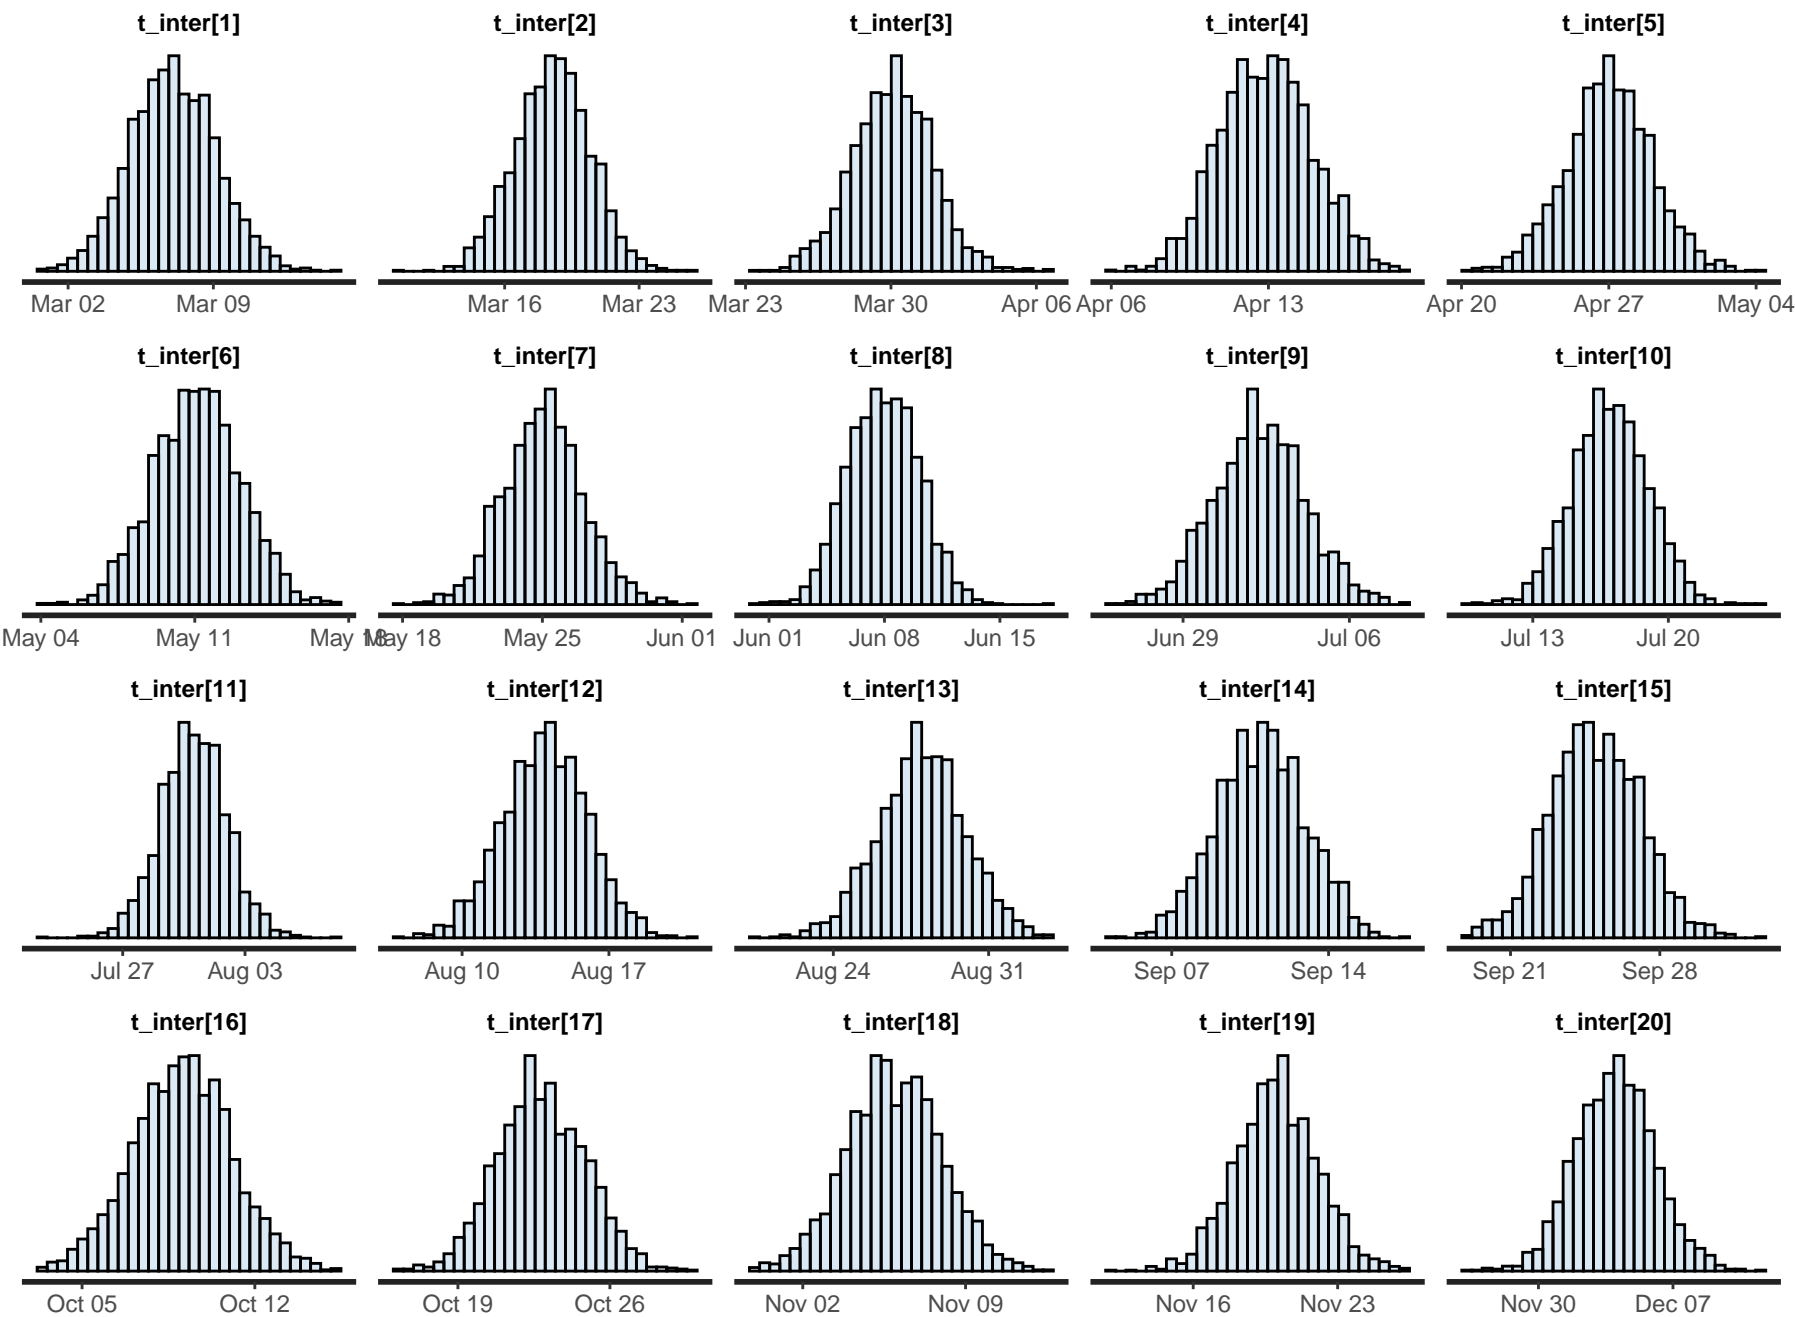 t_inter[1] t_inter[2] t_inter[3] t_inter[4] t_inter[5]
Mar 02 Mar 09 Mar 16 Mar 23 Mar 23 Mar 30 Apr 06 Apr 06 Apr 13 Apr 20 Apr 27 May 04
t_inter[6] t_inter[7] t_inter[8] t_inter[9] t_inter[10]
May 04 May 11 May 18 May 18 May 25 Jun 01 Jun 01 Jun 08 Jun 15 Jun 29 Jul 06 Jul 13 Jul 20
t_inter[11] t_inter[12] t_inter[13] t_inter[14] t_inter[15]
Jul 27 Aug 03 Aug 10 Aug 17 Aug 24 Aug 31 Sep 07 Sep 14 Sep 21 Sep 28
t_inter[16] t_inter[17] t_inter[18] t_inter[19] t_inter[20]
Oct 05 Oct 12 Oct 19 Oct 26 Nov 02 Nov 09 Nov 16 Nov 23 Nov 30 Dec 07